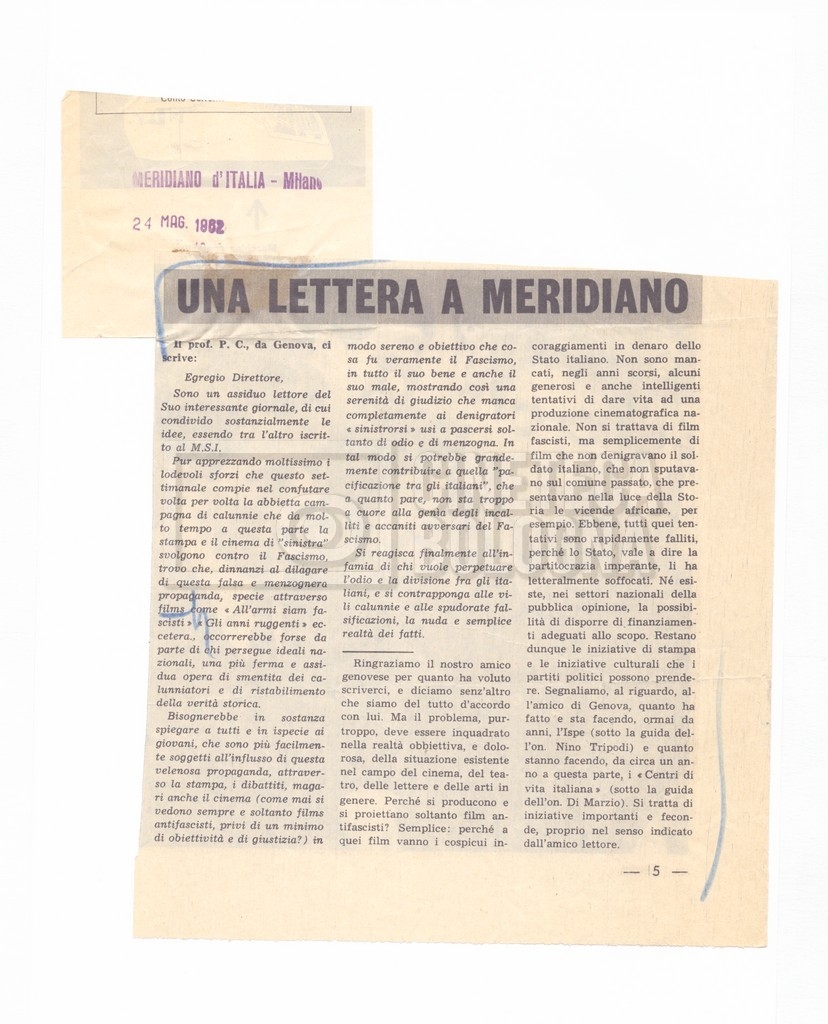 MERIDIANO d'ITALIA - Milano
24 MAG. 1962
UNA LETTERA A MERIDIANO
Il prof. P. C., da Genova, ci
scrive:
Egregio Direttore,
Sono un assiduo lettore del
Suo interessante giornale, di cui
condivido sostanzialmente le
idee, essendo tra l'altro iscrit-
to al M.S.I.
Pur apprezzando moltissimo i
lodevoli sforzi che questo set-
timanale compie nel confutare
volta per volta la abbietta cam-
pagna di calunnie che da mol-
to tempo a questa parte la
stampa e il cinema di "sinistra"
svolgono contro il Fascismo,
trovo che, dinnanzi al dilagare
di questa falsa e menzognera
propaganda, specie attraverso
films come « All'armi siam fa-
scisti » « Gli anni ruggenti » ec-
cetera., occorrerebbe forse da
parte di chi persegue ideali na-
zionali, una più ferma e assi-
dua opera di smentita dei ca-
lunniatori e di ristabilimento
della verità storica.
Bisognerebbe in sostanza
spiegare a tutti e in ispecie ai
giovani, che sono più facilmen-
te soggetti all'influsso di questa
velenosa propaganda, attraver-
so la stampa, i dibattiti, maga-
ri anche il cinema (come mai si
vedono sempre e soltanto films
antifascisti, privi di un minimo
di obiettività e di giustizia?) in
modo sereno e obiettivo che co-
sa fu veramente il Fascismo,
in tutto il suo bene e anche il
suo male, mostrando così una
serenità di giudizio che manca
completamente ai denigratori
« sinistrorsi » usi a pascersi sol-
tanto di odio e di menzogna. In
tal modo si potrebbe grande-
mente contribuire a quella "pa-
cificazione tra gli italiani", che
a quanto pare, non sta troppo
a cuore alla genìa degli incal-
liti e accaniti avversari del Fa-
scismo.
Si reagisca finalmente all'in-
famia di chi vuole perpetuare
l'odio e la divisione fra gli ita-
liani, e si contrapponga alle vi-
li calunnie e alle spudorate fal-
sificazioni, la nuda e semplice
realtà dei fatti.
Ringraziamo il nostro amico
genovese per quanto ha voluto
scriverci, e diciamo senz'altro
che siamo del tutto d'accordo
con lui. Ma il problema, pur-
troppo, deve essere inquadrato
nella realtà obbiettiva, e dolo-
rosa, della situazione esistente
nel campo del cinema, del tea-
tro, delle lettere e delle arti in
genere. Perché si producono e
si proiettano soltanto film an-
tifascisti? Semplice: perché a
quei film vanno i cospicui in-
coraggiamenti in denaro dello
Stato italiano. Non sono man-
cati, negli anni scorsi, alcuni
generosi e anche intelligenti
tentativi di dare vita ad una
produzione cinematografica na-
zionale. Non si trattava di film
fascisti, ma semplicemente di
film che non denigravano il sol-
dato italiano, che non sputava-
no sul comune passato, che pre-
sentavano nella luce della Sto-
ria le vicende africane, per
esempio. Ebbene, tutti quei ten-
tativi sono rapidamente falliti,
perché lo Stato, vale a dire la
partitocrazia imperante, li ha
letteralmente soffocati. Né esi-
ste, nei settori nazionali della
pubblica opinione, la possibili-
tà di disporre di finanziamen-
ti adeguati allo scopo. Restano
dunque le iniziative di stampa
e le iniziative culturali che i
partiti politici possono prende-
re. Segnaliamo, al riguardo, al-
l'amico di Genova, quanto ha
fatto e sta facendo, ormai da
anni, l'Ispe (sotto la guida del-
l'on. Nino Tripodi) e quanto
stanno facendo, da circa un an-
no a questa parte, i « Centri di
vita italiana » (sotto la guida
dell'on. Di Marzio). Si tratta di
iniziative importanti e fecon-
de, proprio nel senso indicato
dall'amico lettore.
— 5 —